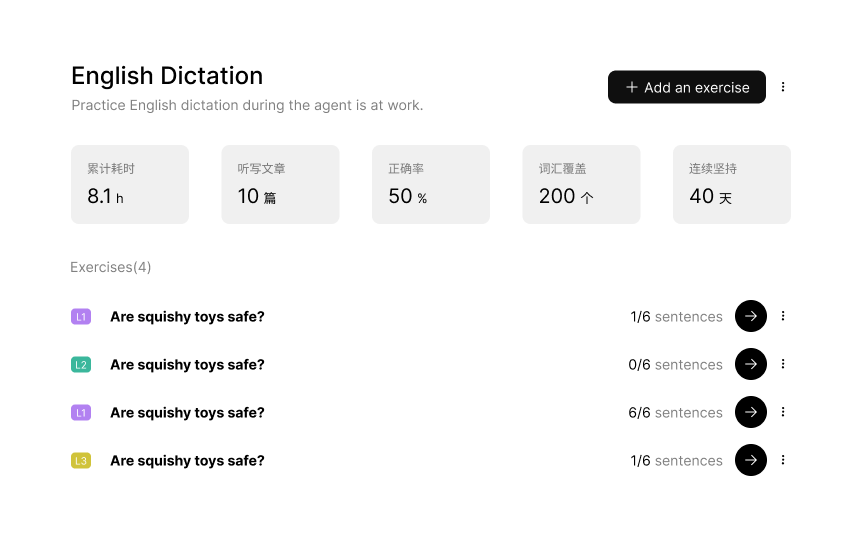 English Dictation
Practice English dictation during the agent is at work.
Add an exercise
累计耗时
8.1 h
听写文章
10 篇
正确率
50 %
词汇覆盖
200 个
连续坚持
40 天
Exercises(4)
L1 Are squishy toys safe? 1/6 sentences
L2 Are squishy toys safe? 0/6 sentences
L1 Are squishy toys safe? 6/6 sentences
L3 Are squishy toys safe? 1/6 sentences